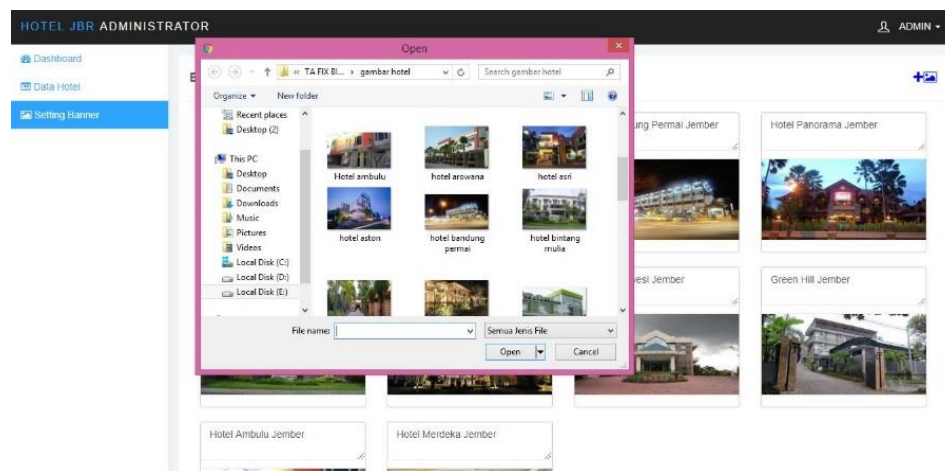 HOTEL JBR ADMINISTRATOR
ADMIN
Dashboard
Data Hotel
Setting Banner
Open
« TA FIX BI... › gambar hotel
Search gambar hotel
Organize
New folder
Recent places
Desktop (2)
This PC
Desktop
Documents
Downloads
Music
Pictures
Videos
Local Disk (C:)
Local Disk (D:)
Local Disk (E:)
Hotel ambulu
hotel arowana
hotel asri
hotel aston
hotel bandung
permai
hotel bintang
mulia
File name:
Semua Jenis File
Open
Cancel
ung Permai Jember
Hotel Panorama Jember
esi Jember
Green Hill Jember
Hotel Ambulu Jember
Hotel Merdeka Jember